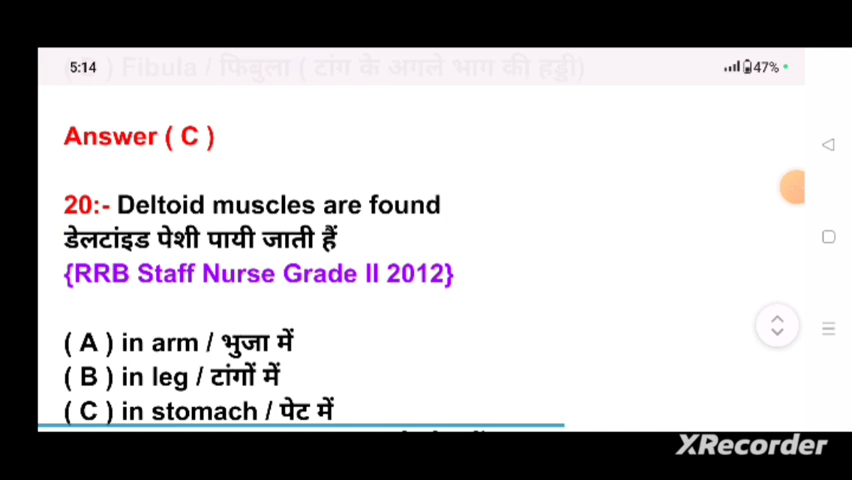 5:14
47%
) Fibula / फिबुला ( टांग के अगले भाग की हड्डी)
Answer ( C )
20:- Deltoid muscles are found
डेलटांइड पेशी पायी जाती हैं
{RRB Staff Nurse Grade II 2012}
( A ) in arm / भुजा में
( B ) in leg / टांगों में
( C ) in stomach / पेट में
XRecorder